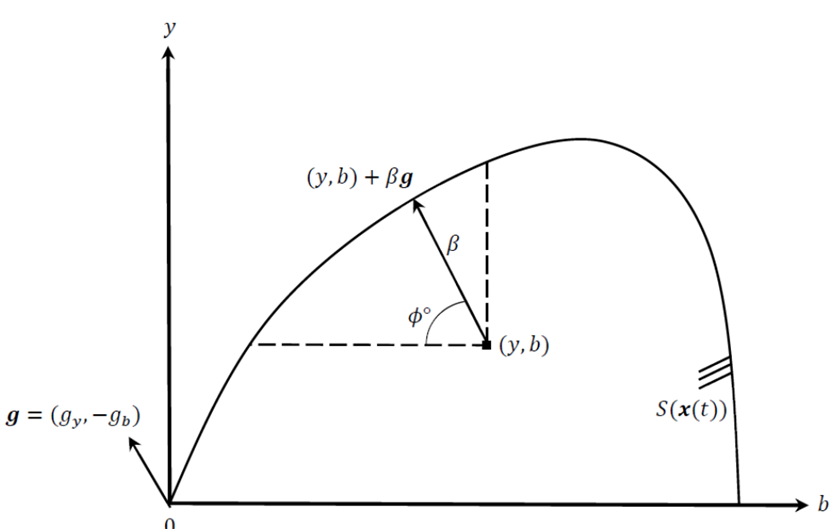 y
(y, b) + βg
β
ϕ°
(y, b)
S(x(t))
g = (g_y, −g_b)
b
0